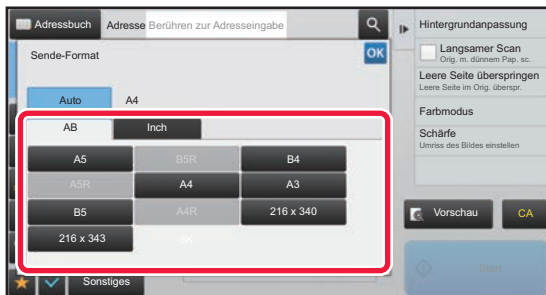 Adressbuch Adresse Berühren zur Adresseingabe
Sende-Format OK
Auto A4
AB Inch
A5 B5R B4
A5R A4 A3
B5 A4R 216 x 340
216 x 343 8K
Sonstiges
Hintergrundanpassung
Langsamer Scan
Orig. m. dünnem Pap. sc.
Leere Seite überspringen
Leere Seite im Orig. überspr.
Farbmodus
Schärfe
Umriss des Bildes einstellen
Vorschau CA
Start